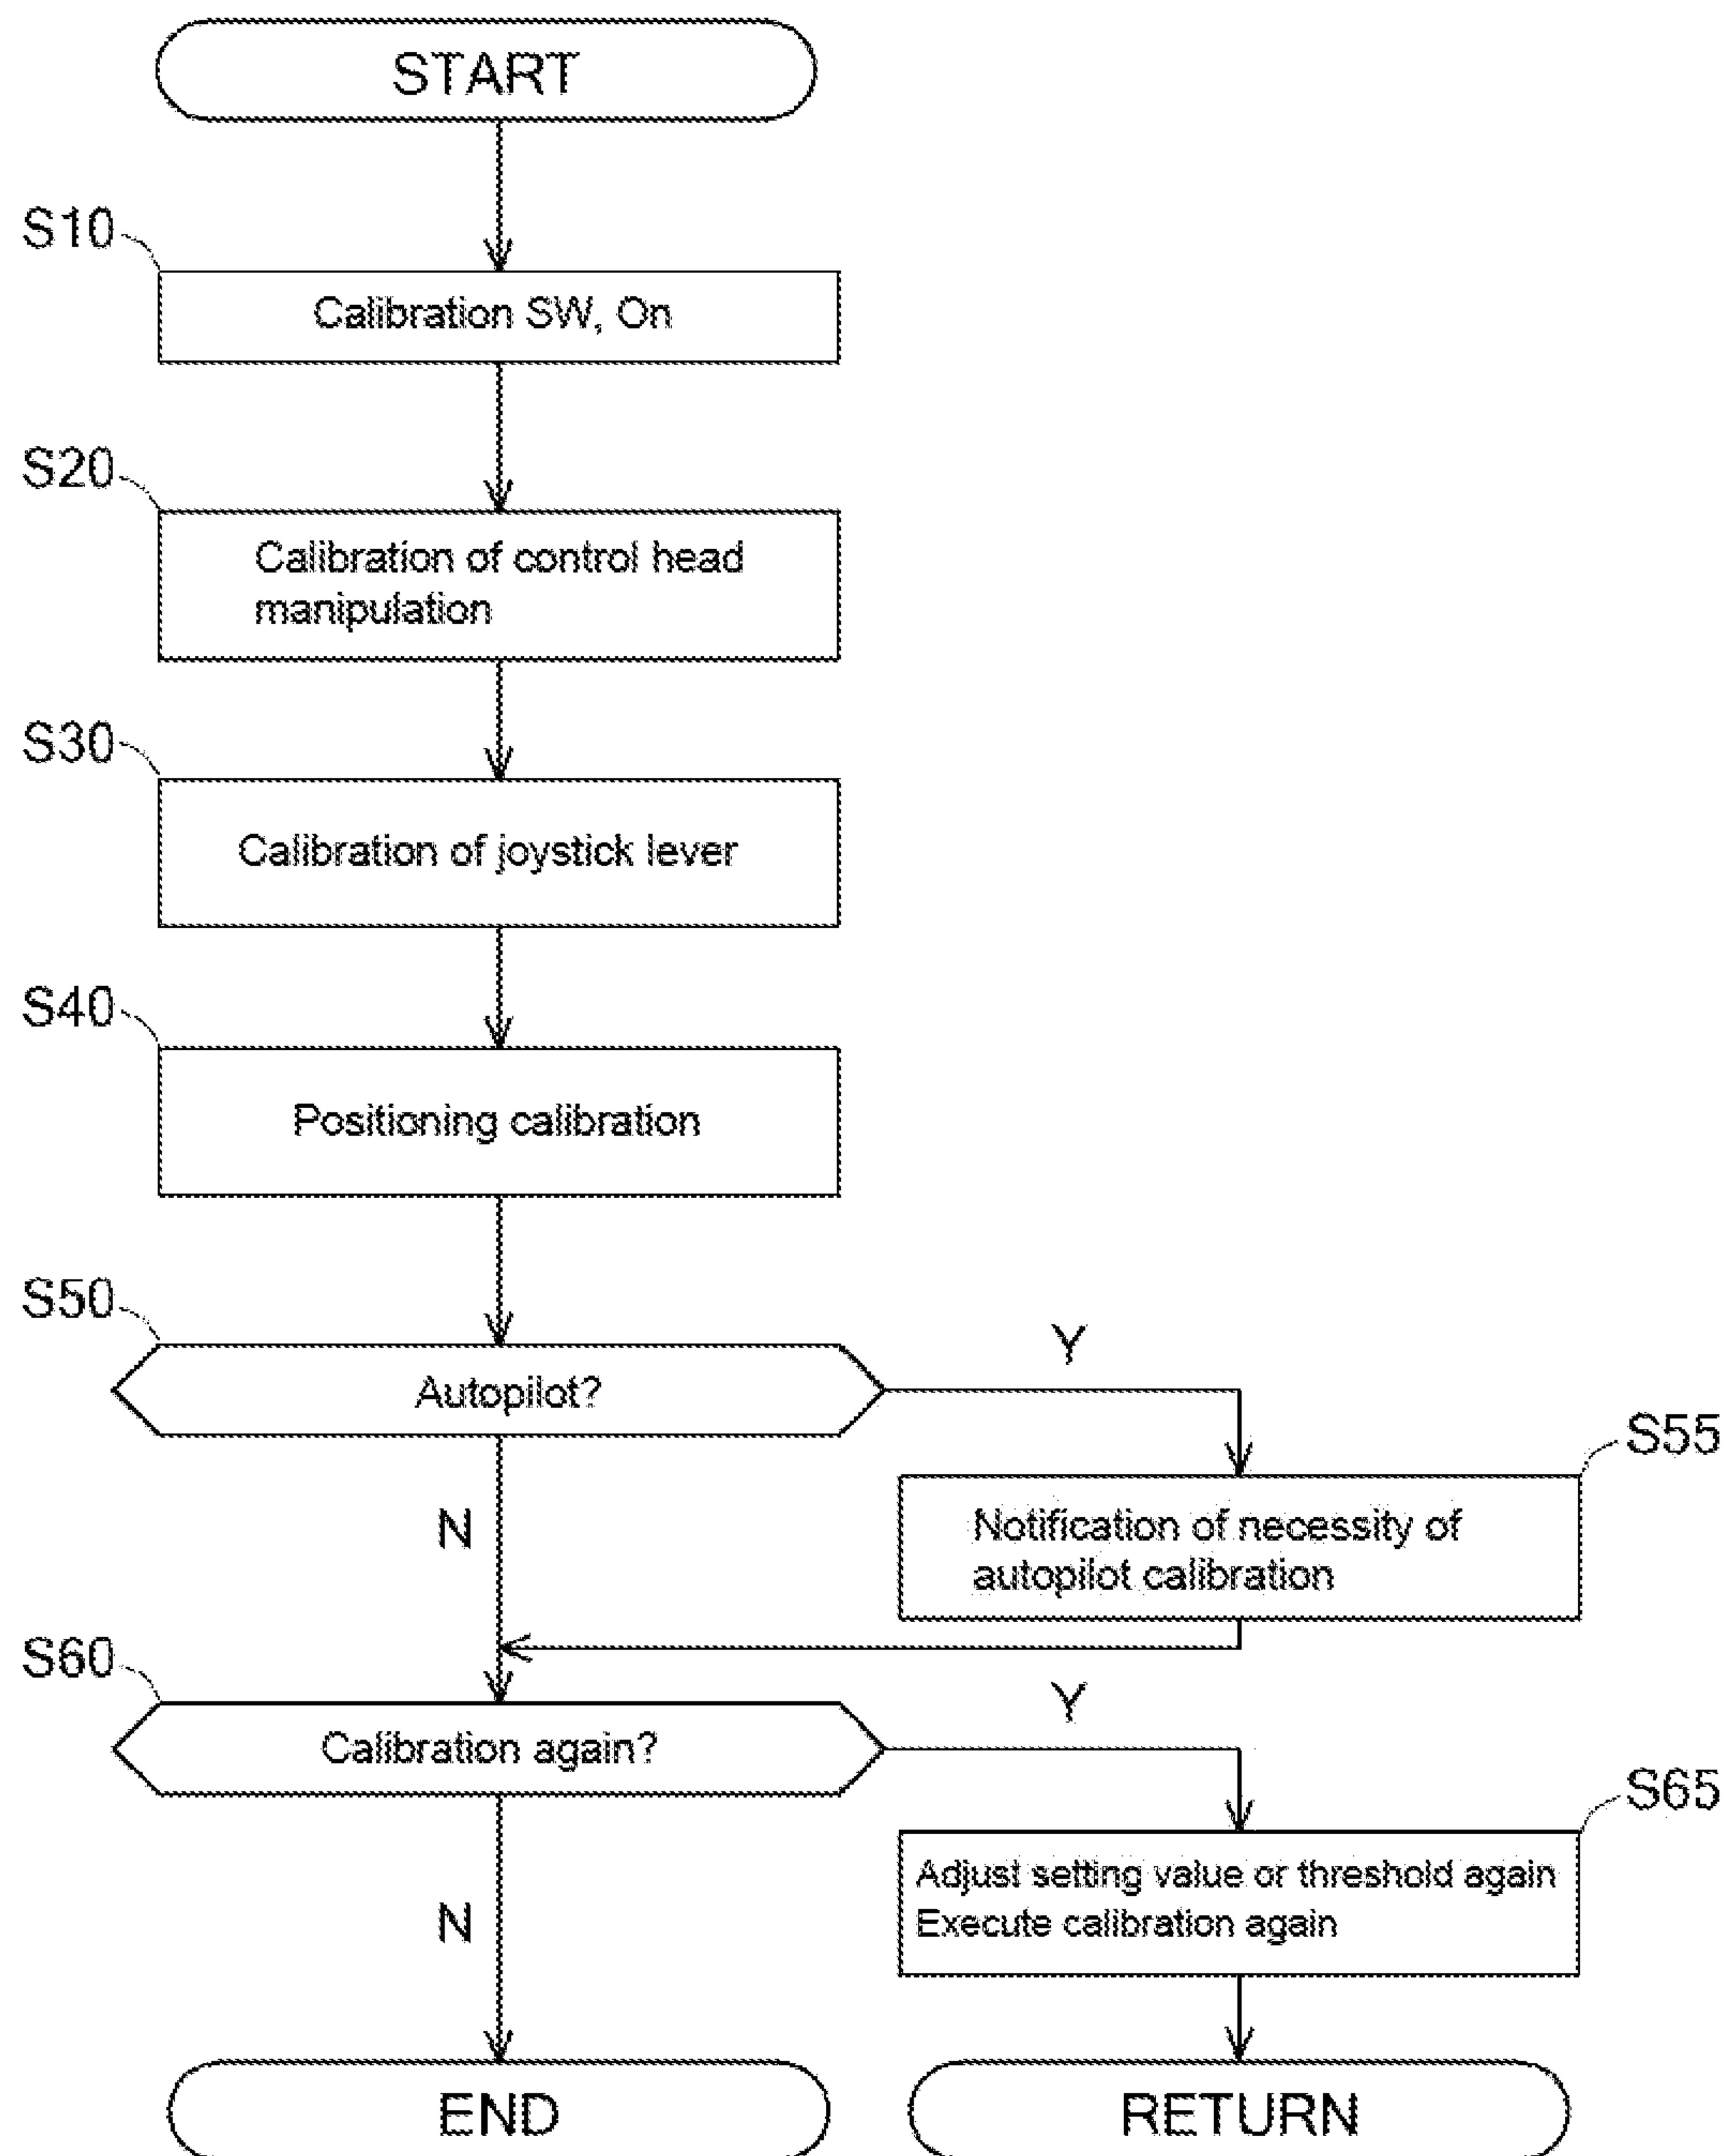 START
S10
Calibration SW, On
S20
Calibration of control head
manipulation
S30
Calibration of joystick lever
S40
Positioning calibration
S50
Autopilot?
Y
S55
Notification of necessity of
autopilot calibration
N
S60
Calibration again?
Y
S65
Adjust setting value or threshold again
Execute calibration again
N
END
RETURN